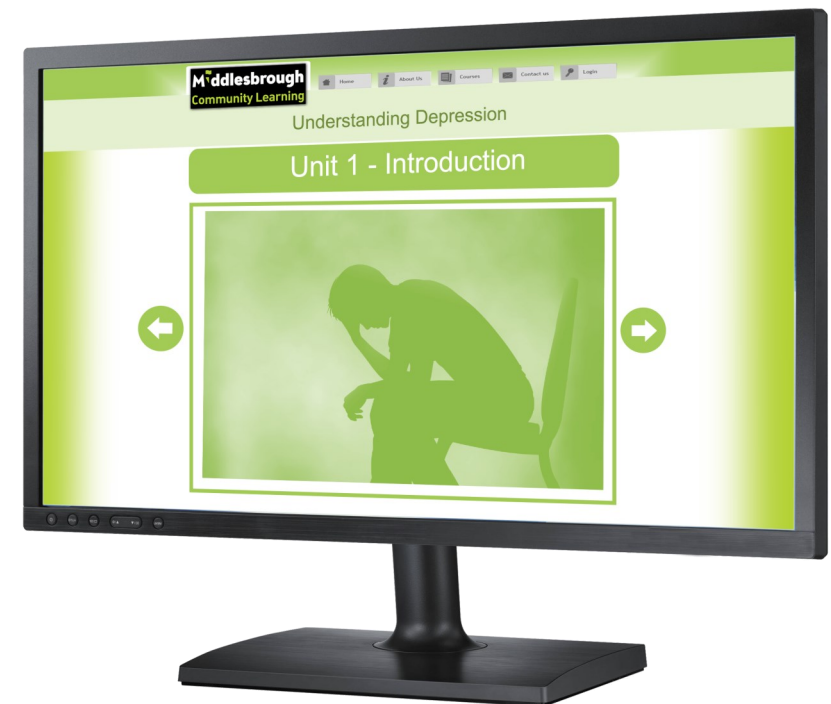 Middlesbrough
Community Learning
Home
About Us
Courses
Contact us
Login
Understanding Depression
Unit 1 - Introduction